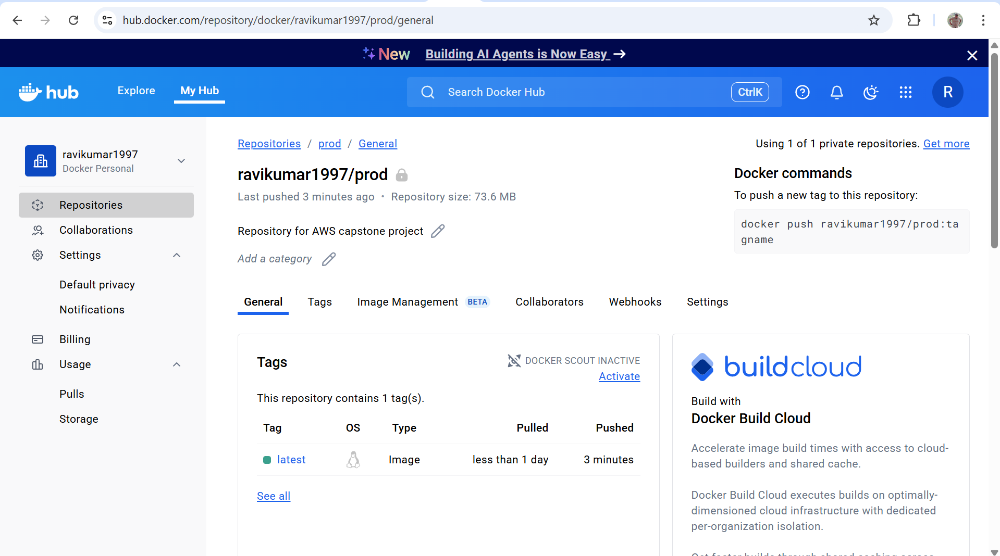 hub.docker.com/repository/docker/ravikumar1997/prod/general
New Building AI Agents is Now Easy →
hub
Explore
My Hub
Search Docker Hub
CtrlK
R
ravikumar1997
Docker Personal
Repositories
Collaborations
Settings
Default privacy
Notifications
Billing
Usage
Pulls
Storage
Repositories / prod / General
Using 1 of 1 private repositories. Get more
ravikumar1997/prod
Last pushed 3 minutes ago • Repository size: 73.6 MB
Repository for AWS capstone project
Add a category
Docker commands
To push a new tag to this repository:
docker push ravikumar1997/prod:ta
gname
General Tags Image Management BETA Collaborators Webhooks Settings
Tags
DOCKER SCOUT INACTIVE
Activate
This repository contains 1 tag(s).
Tag OS Type Pulled Pushed
latest Image less than 1 day 3 minutes
See all
buildcloud
Build with
Docker Build Cloud
Accelerate image build times with access to cloud-
based builders and shared cache.
Docker Build Cloud executes builds on optimally-
dimensioned cloud infrastructure with dedicated
per-organization isolation.